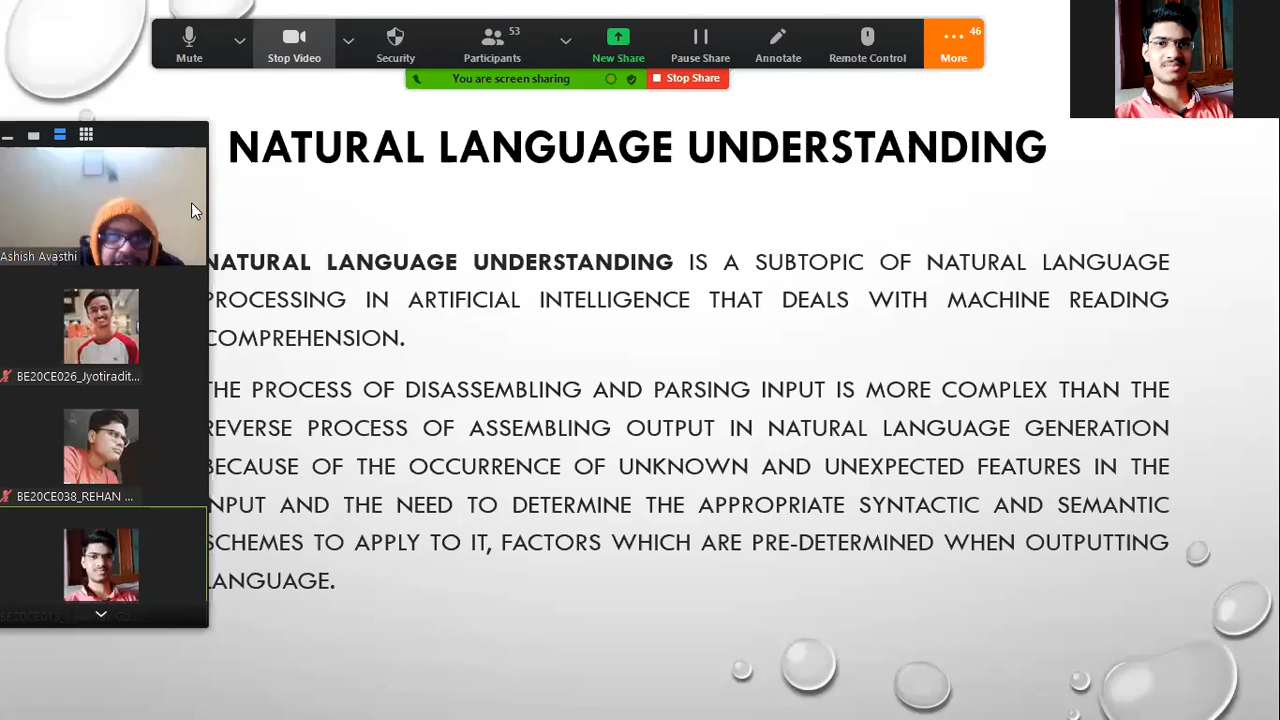 53
46
Mute
Stop Video
Security
Participants
New Share
Pause Share
Annotate
Remote Control
More
You are screen sharing
Stop Share
NATURAL LANGUAGE UNDERSTANDING
Ashish Avasthi
NATURAL LANGUAGE UNDERSTANDING IS A SUBTOPIC OF NATURAL LANGUAGE
PROCESSING IN ARTIFICIAL INTELLIGENCE THAT DEALS WITH MACHINE READING
COMPREHENSION.
BE20CE026_Jyotiradit...
THE PROCESS OF DISASSEMBLING AND PARSING INPUT IS MORE COMPLEX THAN THE
REVERSE PROCESS OF ASSEMBLING OUTPUT IN NATURAL LANGUAGE GENERATION
BECAUSE OF THE OCCURRENCE OF UNKNOWN AND UNEXPECTED FEATURES IN THE
INPUT AND THE NEED TO DETERMINE THE APPROPRIATE SYNTACTIC AND SEMANTIC
SCHEMES TO APPLY TO IT, FACTORS WHICH ARE PRE-DETERMINED WHEN OUTPUTTING
LANGUAGE.
BE20CE038_REHAN ...